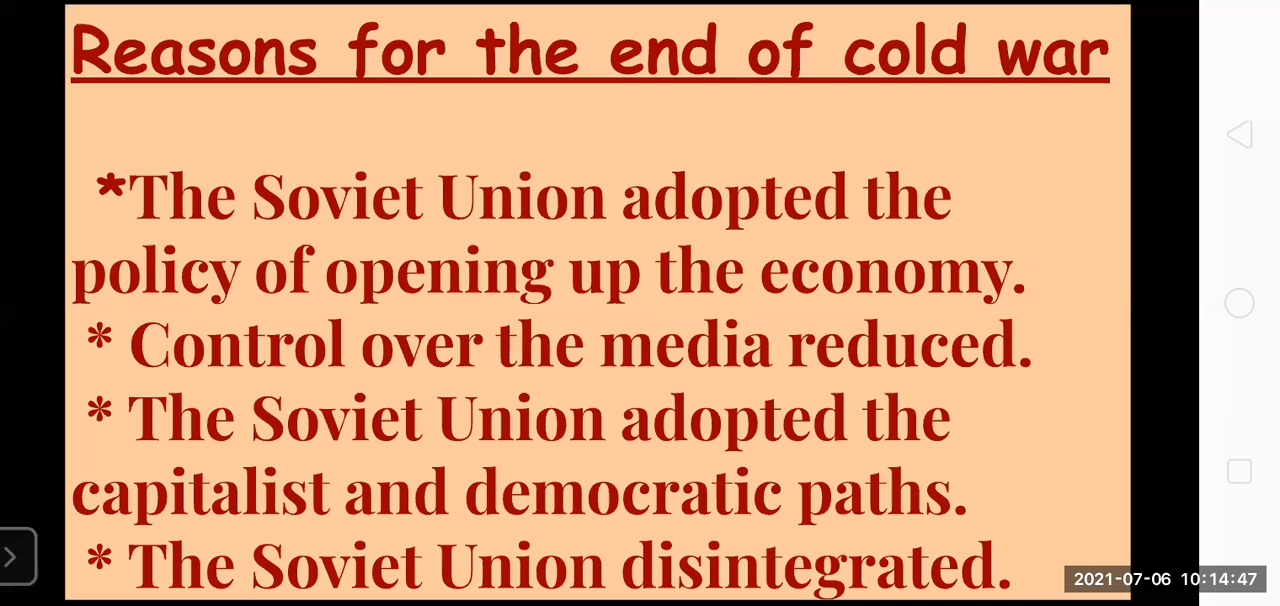 Reasons for the end of cold war
*The Soviet Union adopted the
policy of opening up the economy.
* Control over the media reduced.
* The Soviet Union adopted the
capitalist and democratic paths.
* The Soviet Union disintegrated.
2021-07-06 10:14:47